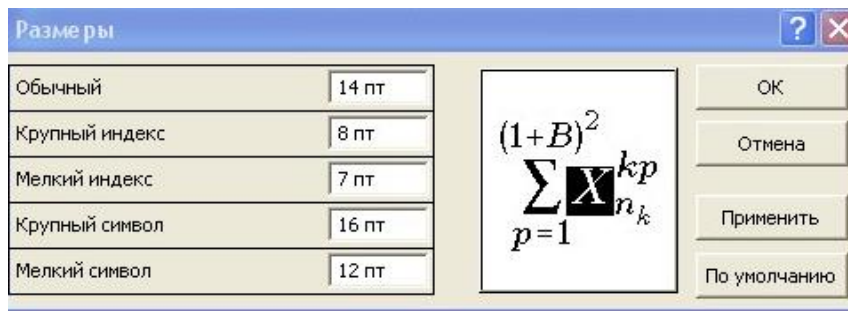 Размеры
Обычный 14 пт
Крупный индекс 8 пт
Мелкий индекс 7 пт
Крупный символ 16 пт
Мелкий символ 12 пт
(1+B)²
∑ X kp
n k
p=1
ОК
Отмена
Применить
По умолчанию